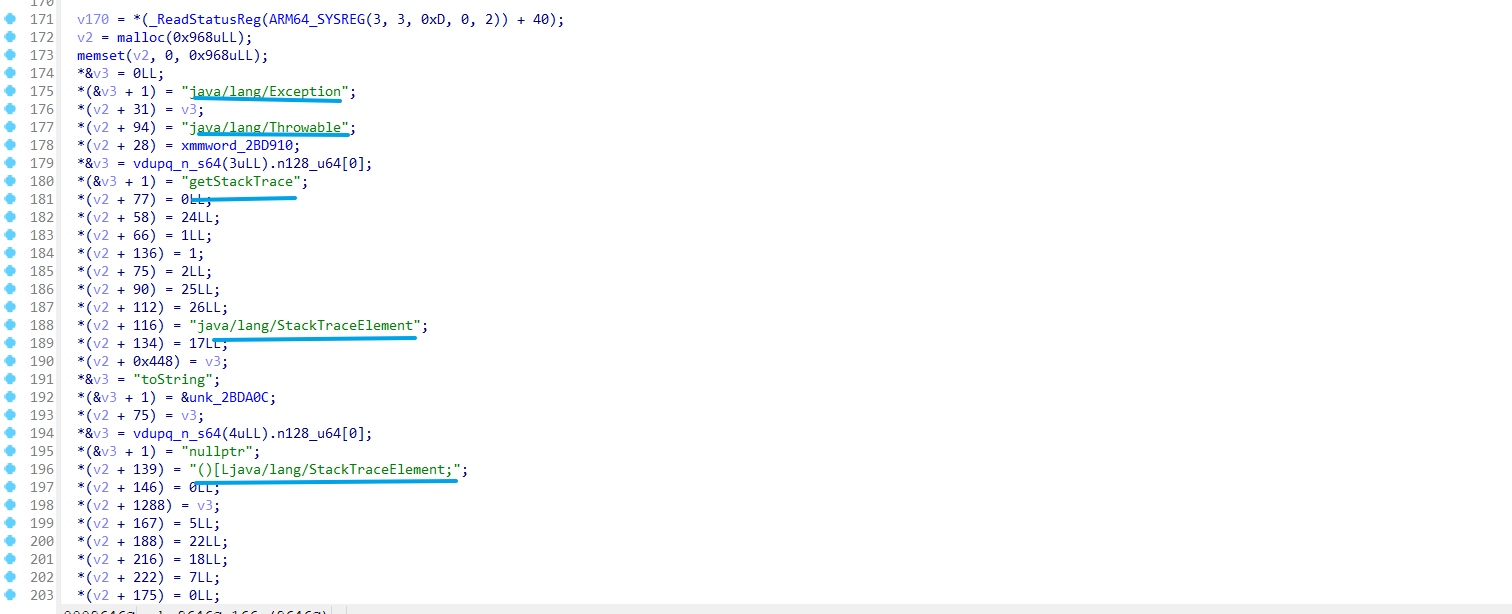 171 v170 = *(_ReadStatusReg(ARM64_SYSREG(3, 3, 0xD, 0, 2)) + 40);
172 v2 = malloc(0x968uLL);
173 memset(v2, 0, 0x968uLL);
174 *&v3 = 0LL;
175 *(&v3 + 1) = "java/lang/Exception";
176 *(v2 + 31) = v3;
177 *(v2 + 94) = "java/lang/Throwable";
178 *(v2 + 28) = xmmword_2BD910;
179 *&v3 = vdupq_n_s64(3uLL).n128_u64[0];
180 *(&v3 + 1) = "getStackTrace";
181 *(v2 + 77) = 0LL;
182 *(v2 + 58) = 24LL;
183 *(v2 + 66) = 1LL;
184 *(v2 + 136) = 1;
185 *(v2 + 75) = 2LL;
186 *(v2 + 90) = 25LL;
187 *(v2 + 112) = 26LL;
188 *(v2 + 116) = "java/lang/StackTraceElement";
189 *(v2 + 134) = 17LL;
190 *(v2 + 0x448) = v3;
191 *&v3 = "toString";
192 *(&v3 + 1) = &unk_2BDA0C;
193 *(v2 + 75) = v3;
194 *&v3 = vdupq_n_s64(4uLL).n128_u64[0];
195 *(&v3 + 1) = "nullptr";
196 *(v2 + 139) = "()[Ljava/lang/StackTraceElement;";
197 *(v2 + 146) = 0LL;
198 *(v2 + 1288) = v3;
199 *(v2 + 167) = 5LL;
200 *(v2 + 188) = 22LL;
201 *(v2 + 216) = 18LL;
202 *(v2 + 222) = 7LL;
203 *(v2 + 175) = 0LL;